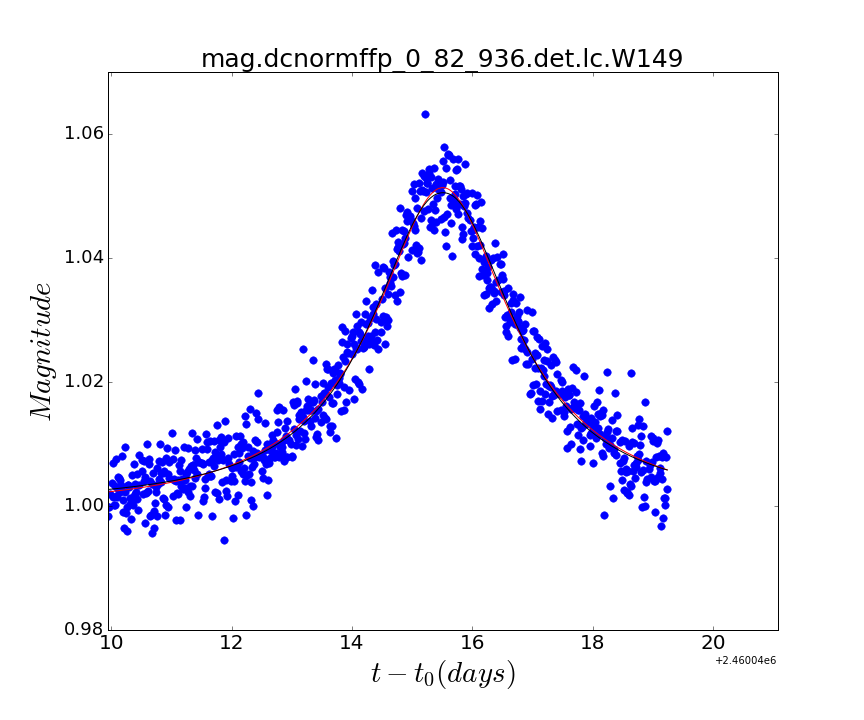 mag.dcnormffp_0_82_936.det.lc.W149
1.06
1.04
1.02
1.00
0.98
Magnitude
10 12 14 16 18 20
+2.46004e6
t − t₀(days)